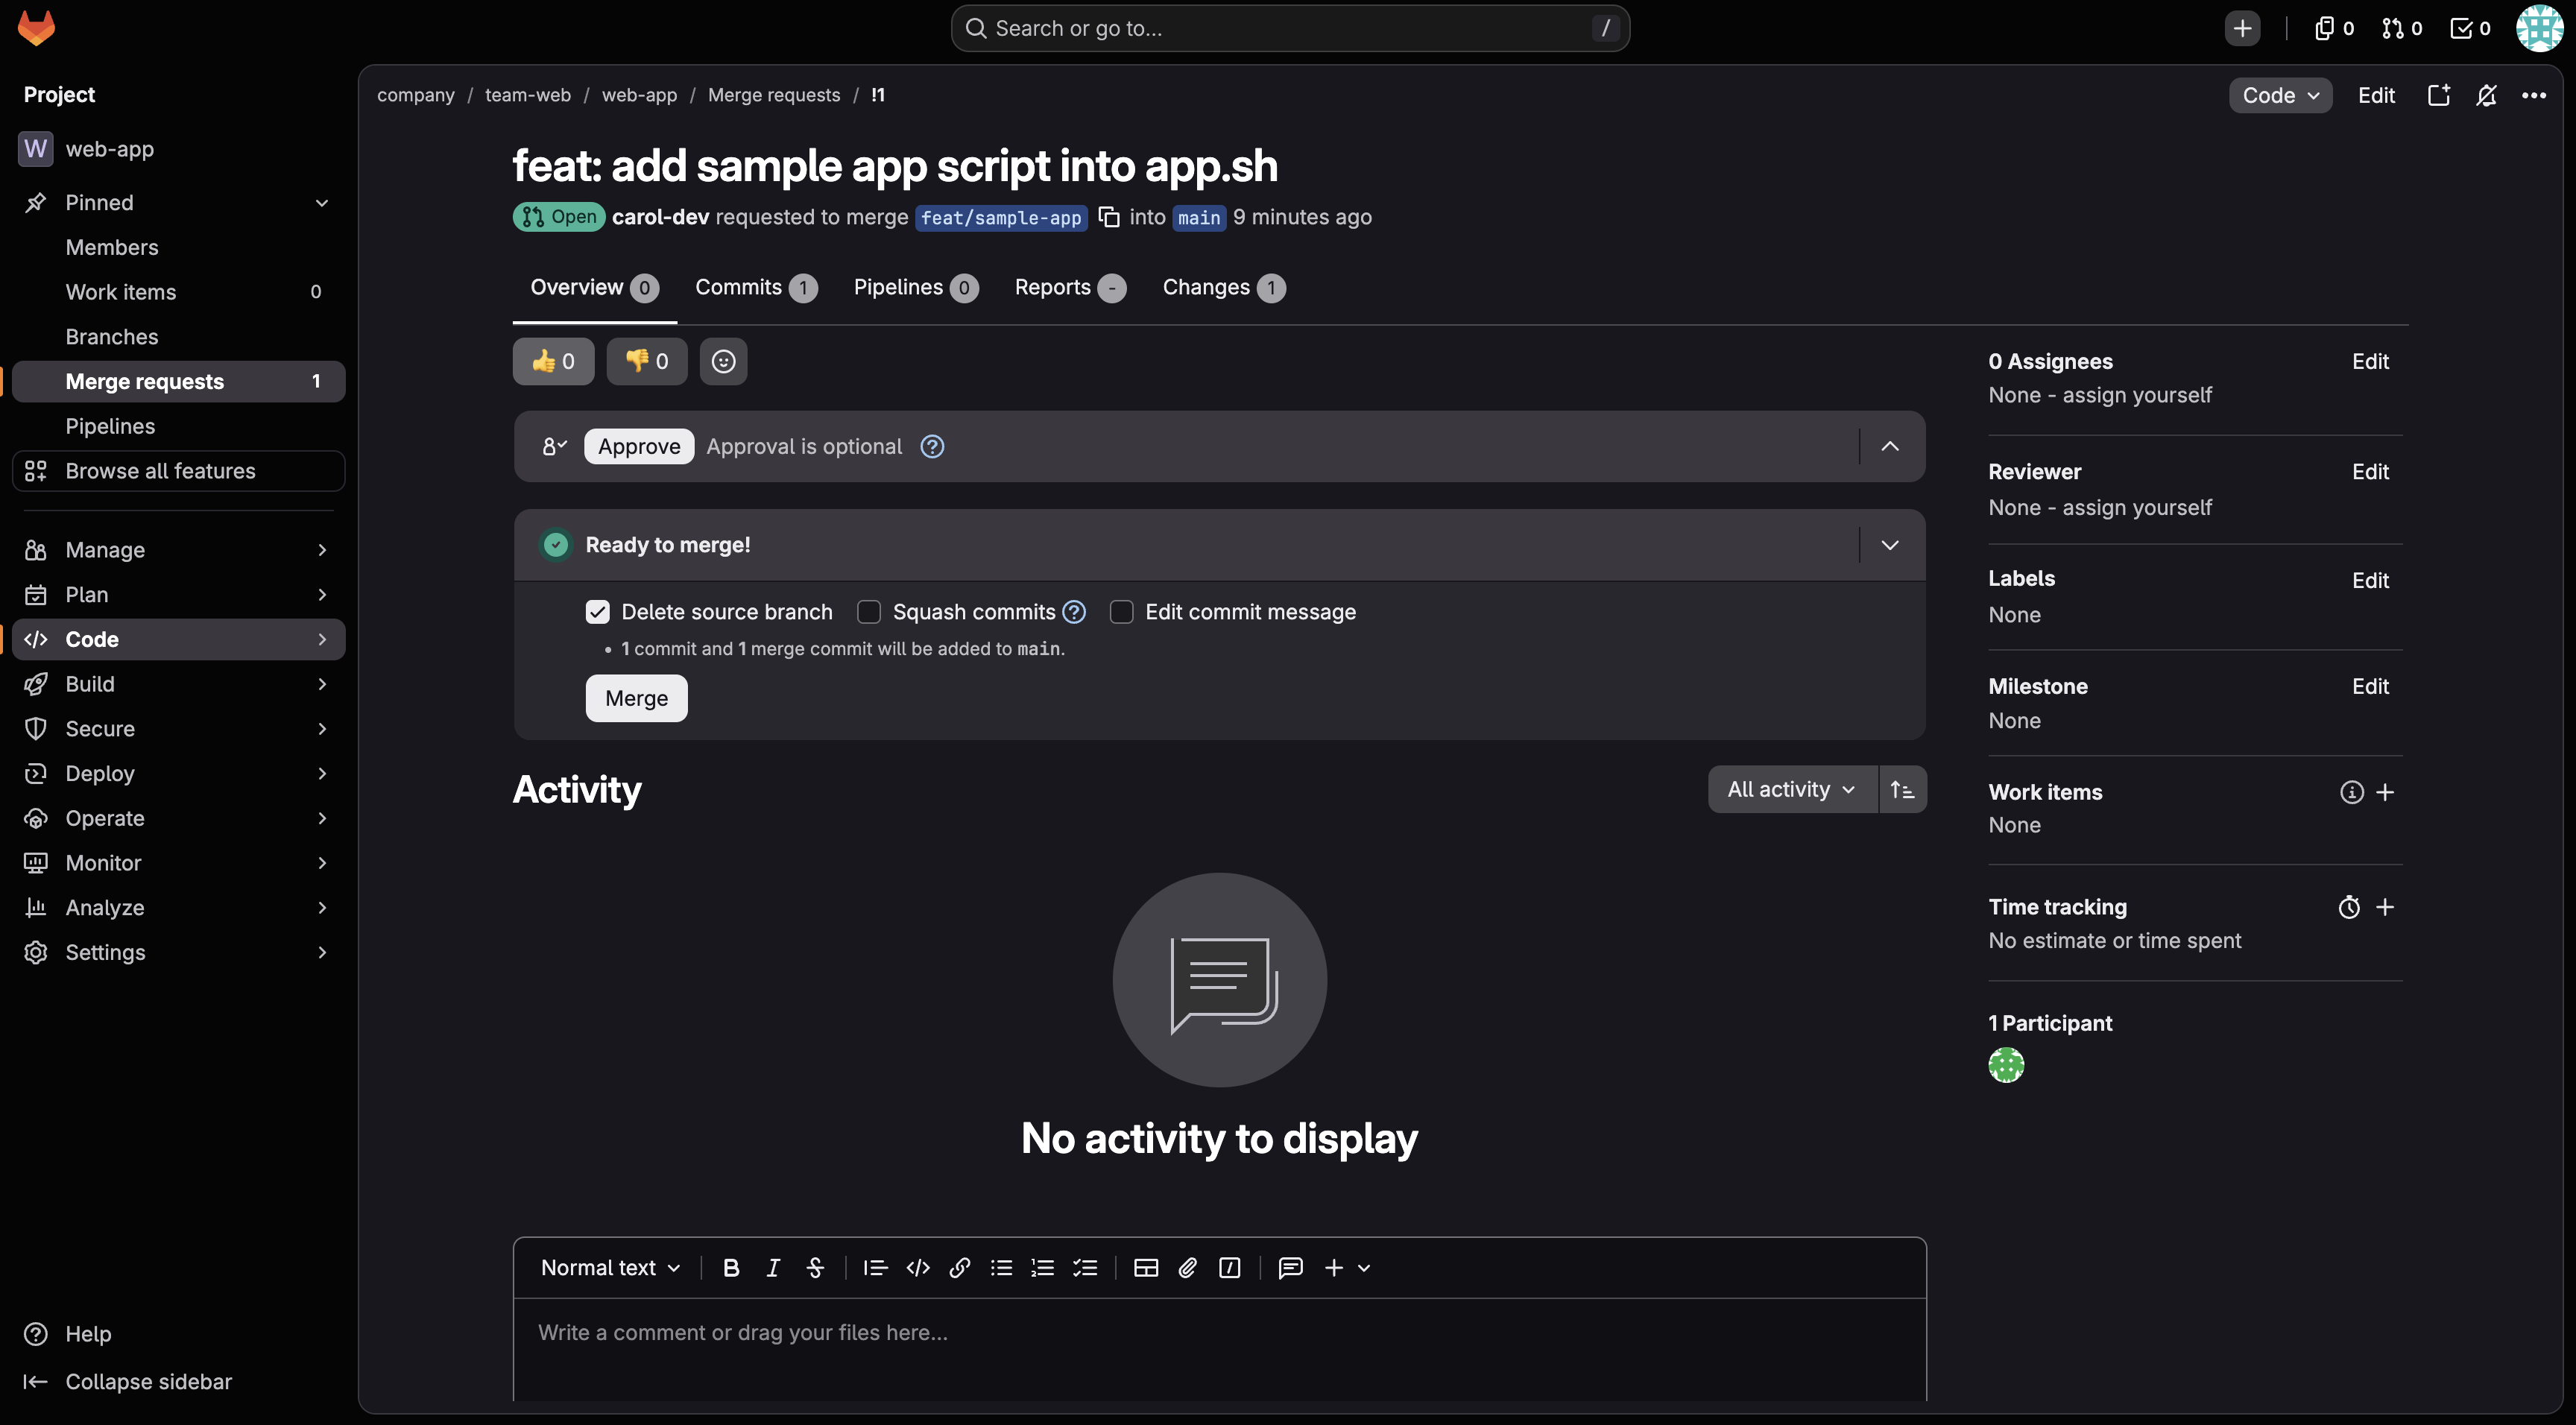 Search or go to...
/
0
0
0
Project
W
web-app
Pinned
Members
Work items 0
Branches
Merge requests 1
Pipelines
Browse all features
Manage
Plan
Code
Build
Secure
Deploy
Operate
Monitor
Analyze
Settings
Help
Collapse sidebar
company / team-web / web-app / Merge requests / !1
Code
Edit
feat: add sample app script into app.sh
Open carol-dev requested to merge feat/sample-app into main 9 minutes ago
Overview 0 Commits 1 Pipelines 0 Reports - Changes 1
👍 0 👎 0
Approve Approval is optional
Ready to merge!
Delete source branch Squash commits Edit commit message
• 1 commit and 1 merge commit will be added to main.
Merge
Activity
All activity
No activity to display
Normal text
Write a comment or drag your files here...
0 Assignees Edit
None - assign yourself
Reviewer Edit
None - assign yourself
Labels Edit
None
Milestone Edit
None
Work items
None
Time tracking
No estimate or time spent
1 Participant